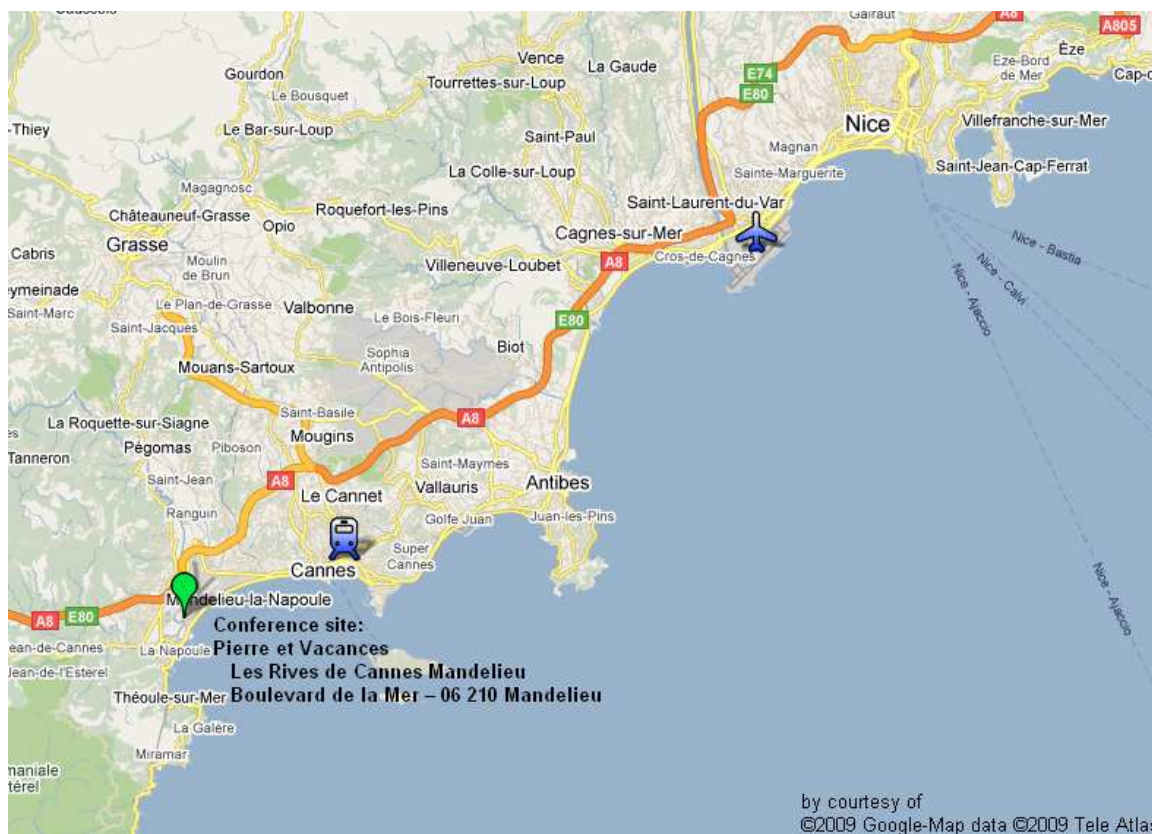 Gairaut
A8
A805
Èze
Eze-Bord
de Mer
Vence
La Gaude
E74
E80
Gourdon
Tourrettes-sur-Loup
Le Bousquet
-Thiey
Le Bar-sur-Loup
Saint-Paul
Nice
Villefranche-sur-Mer
Magnan
Saint-Jean-Cap-Ferrat
La Colle-sur-Loup
Sainte-Marguerite
Magagnosc
Saint-Laurent-du-Var
Châteauneuf-Grasse
Roquefort-les-Pins
Opio
Cagnes-sur-Mer
Grasse
Cabris
Cros-de-Cagnes
Nice - Bastia
Nice - Calvi
Nice - Ajaccio
Moulin
de Brun
Villeneuve-Loubet
A8
eymeinade
Le Plan-de-Grasse
Valbonne
Saint-Marc
Saint-Jacques
Le Bois-Fleuri
E80
Biot
Sophia
Antipolis
Mouans-Sartoux
Saint-Basile
A8
La Roquette-sur-Siagne
Mougins
Pégomas
Piboson
Tanneron
Saint-Maymes
Saint-Jean
A8
Le Cannet
Vallauris
Antibes
Ranguin
Golfe Juan
Juan-les-Pins
Super
Cannes
Cannes
Nice - Ajaccio
Mandelieu-la-Napoule
A8
E80
Conference site:
Pierre et Vacances
Les Rives de Cannes Mandelieu
Boulevard de la Mer – 06 210 Mandelieu
ean-de-Cannes
La Napoule
Jean-de-l'Esterel
Théoule-sur-Mer
La Galère
Miramar
maniale
térel
by courtesy of
©2009 Google-Map data ©2009 Tele Atlas